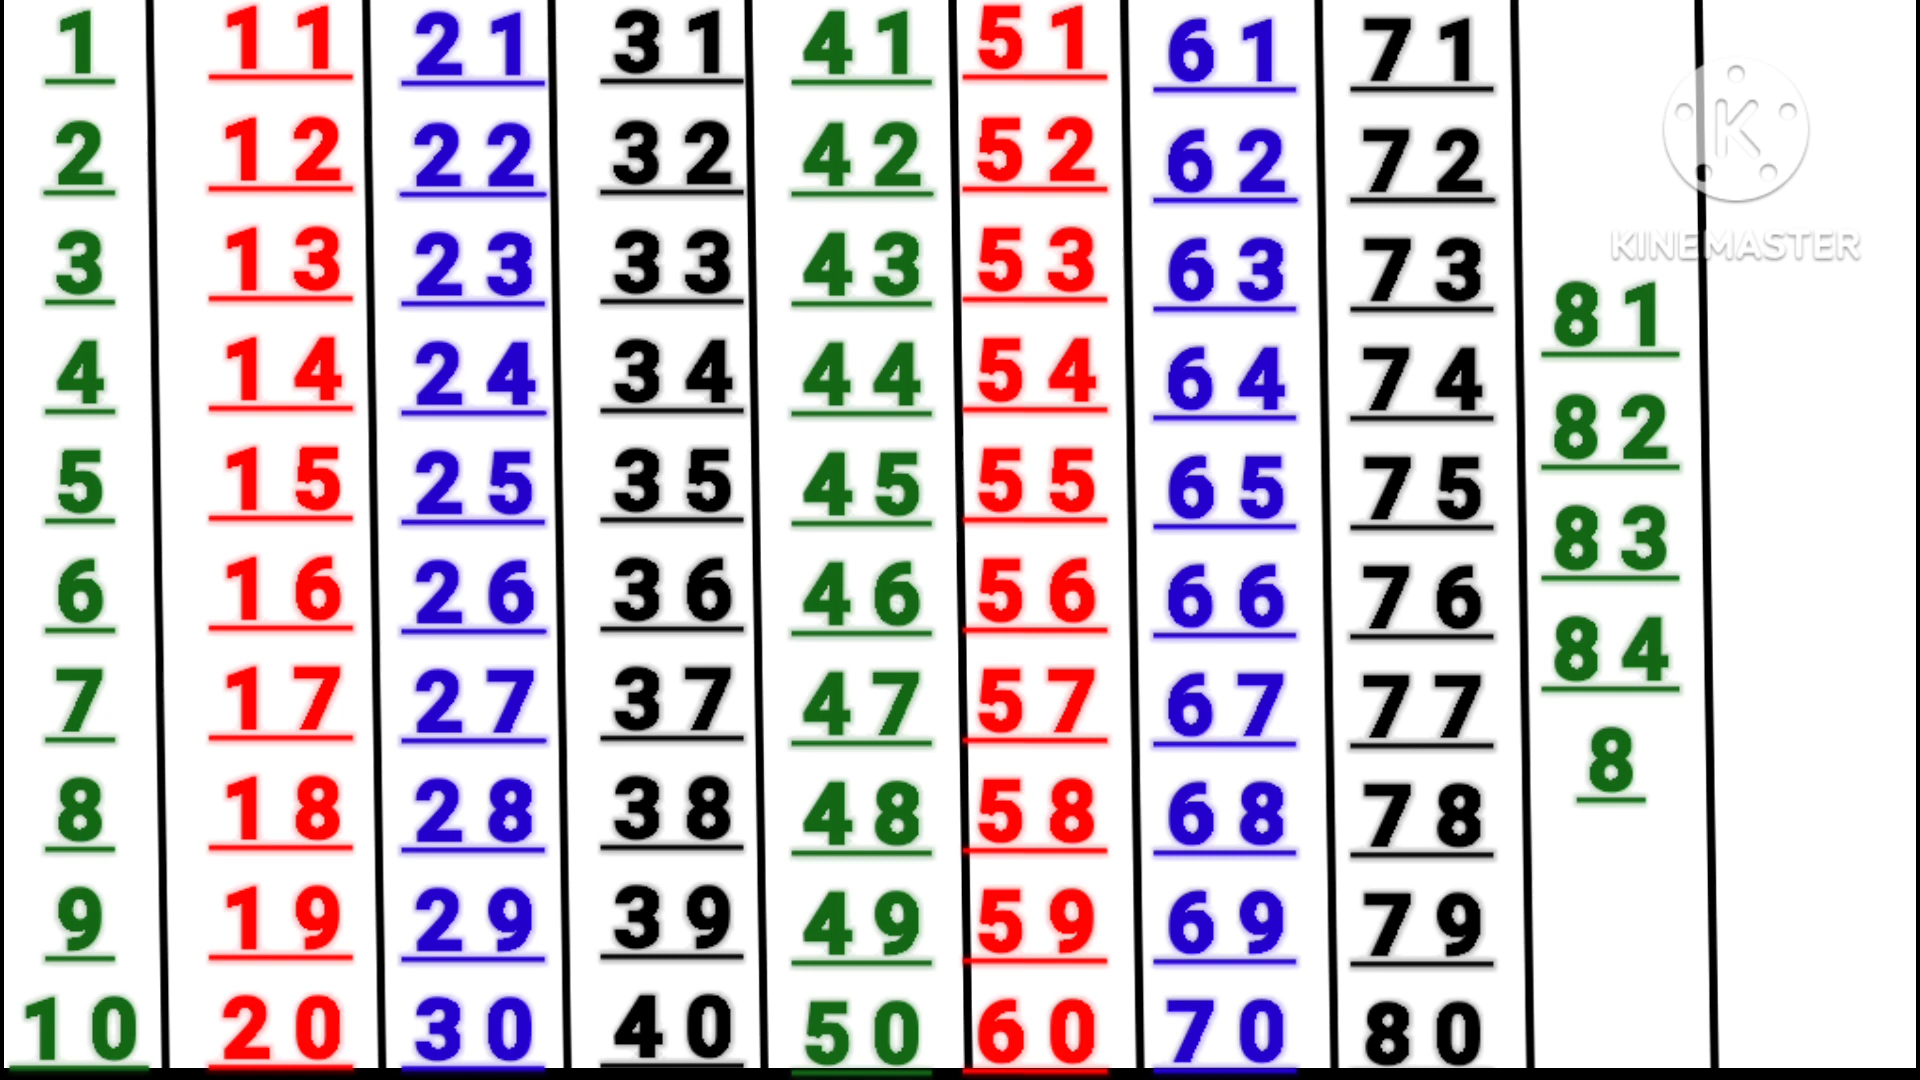 1 11 21 31 41 51 61 71
2 12 22 32 42 52 62 72
3 13 23 33 43 53 63 73
4 14 24 34 44 54 64 74
5 15 25 35 45 55 65 75
6 16 26 36 46 56 66 76
7 17 27 37 47 57 67 77
8 18 28 38 48 58 68 78
9 19 29 39 49 59 69 79
10 20 30 40 50 60 70 80
81
82
83
84
8
K
KINEMASTER